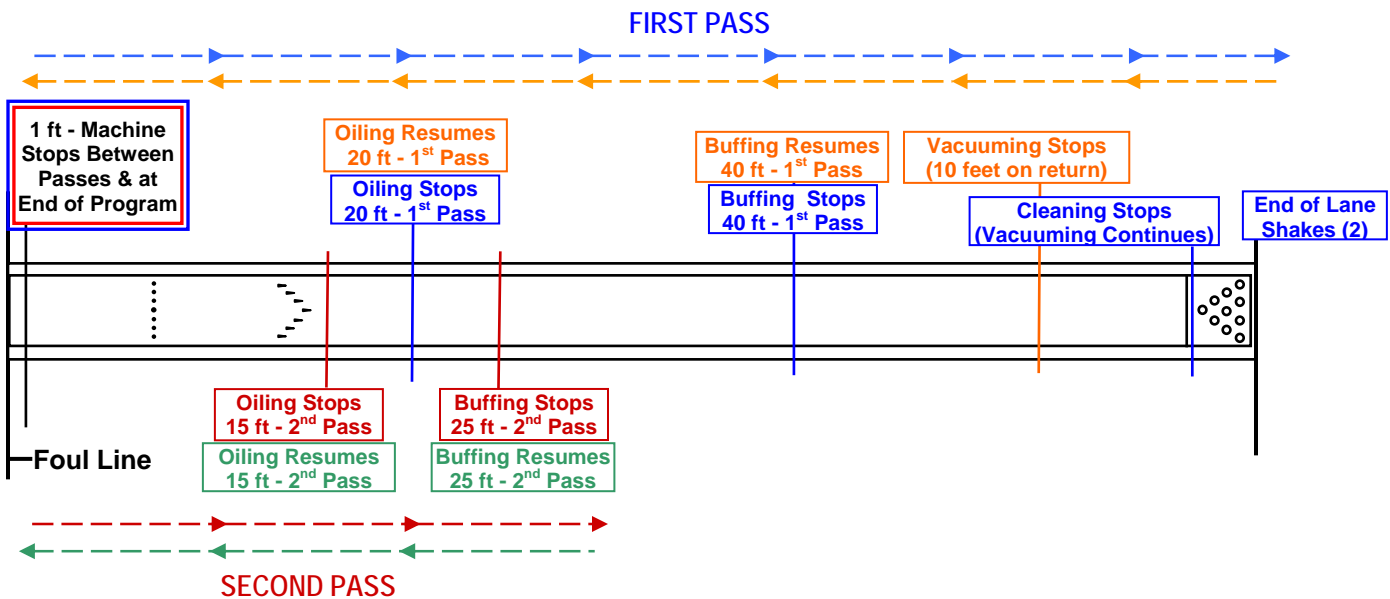 FIRST PASS
1 ft - Machine
Stops Between
Passes & at
End of Program
Oiling Resumes
20 ft - 1st Pass
Oiling Stops
20 ft - 1st Pass
Buffing Resumes
40 ft - 1st Pass
Buffing  Stops
40 ft - 1st Pass
Vacuuming Stops
(10 feet on return)
Cleaning Stops
(Vacuuming Continues)
End of Lane
Shakes (2)
Oiling Stops
15 ft - 2nd Pass
Oiling Resumes
15 ft - 2nd Pass
Buffing Stops
25 ft - 2nd Pass
Buffing Resumes
25 ft - 2nd Pass
Foul Line
SECOND PASS